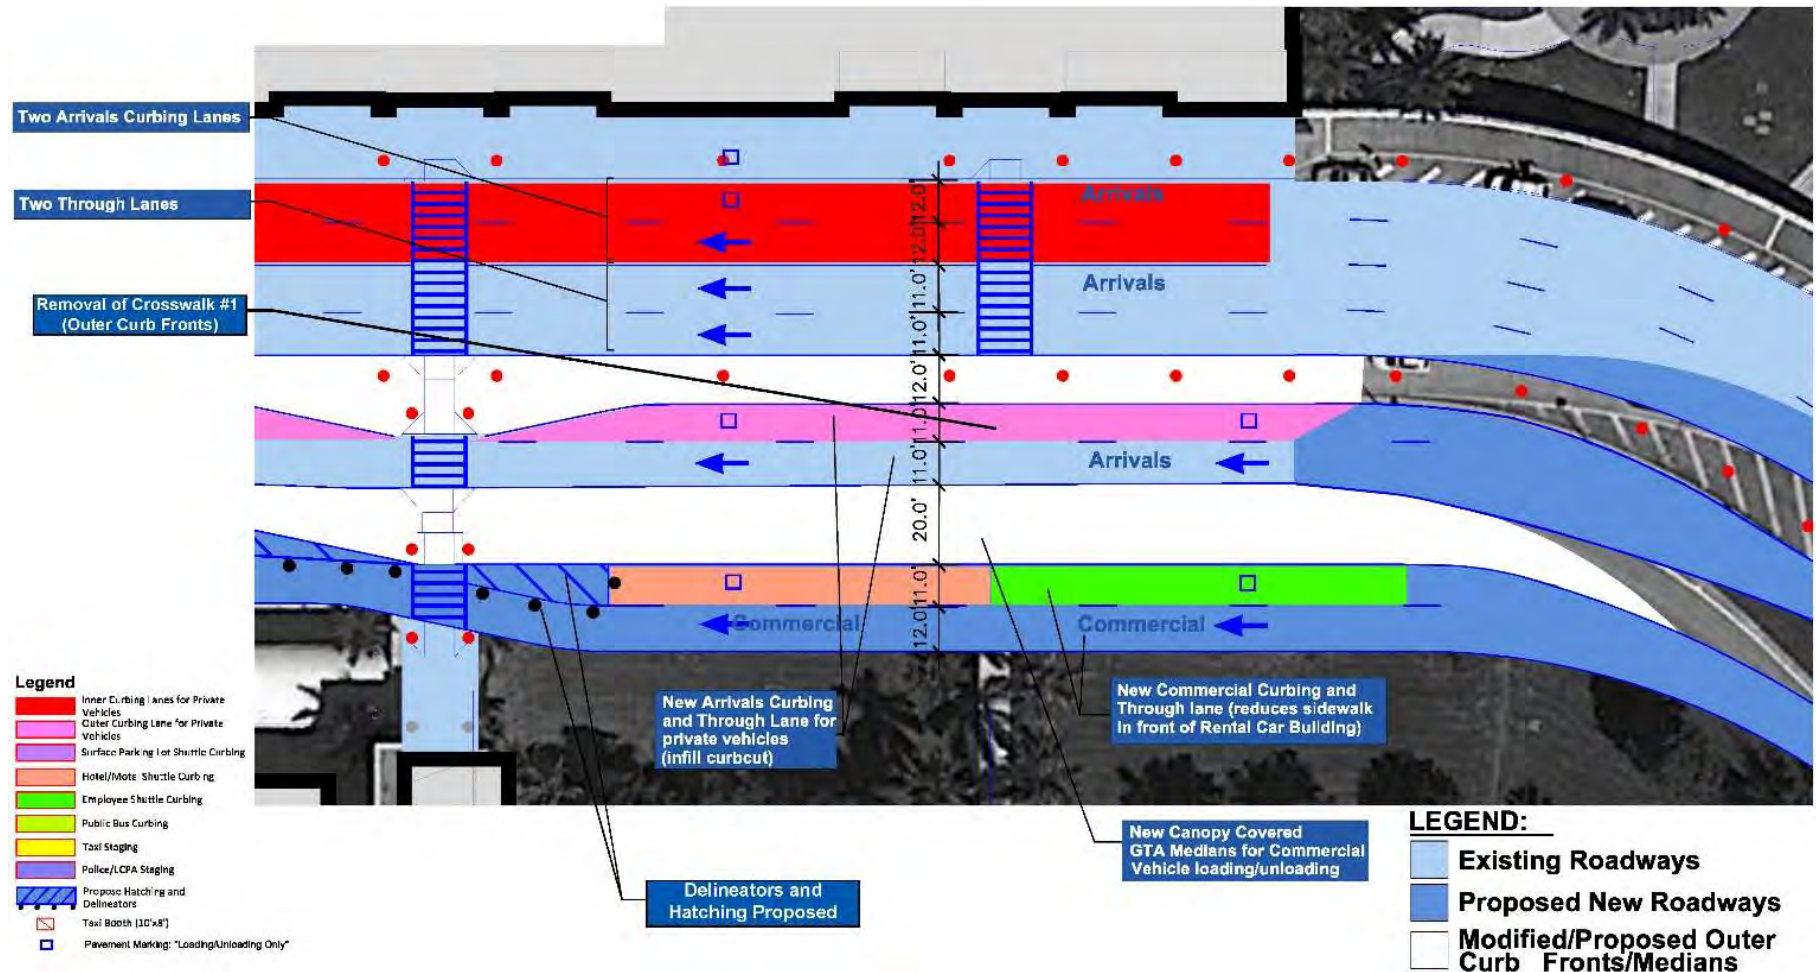 Two Arrivals Curbing Lanes
Two Through Lanes
Removal of Crosswalk #1
(Outer Curb Fronts)
Arrivals
Arrivals
Arrivals
Commercial
Commercial
12.0'
12.0'
11.0'
11.0'
12.0'
11.0'
11.0'
20.0'
11.0'
12.0'
New Arrivals Curbing
and Through Lane for
private vehicles
(infill curbcut)
New Commercial Curbing and
Through lane (reduces sidewalk
in front of Rental Car Building)
New Canopy Covered
GTA Medians for Commercial
Vehicle loading/unloading
Delineators and
Hatching Proposed
Legend
Inner Curbing Lanes for Private
Vehicles
Outer Curbing Lane for Private
Vehicles
Surface Parking Lot Shuttle Curbing
Hotel/Motel Shuttle Curbing
Employee Shuttle Curbing
Public Bus Curbing
Taxi Staging
Police/LCPA Staging
Propose Hatching and
Delineators
Taxi Booth (10'x8')
Pavement Marking: "Loading/Unloading Only"
LEGEND:
Existing Roadways
Proposed New Roadways
Modified/Proposed Outer
Curb Fronts/Medians